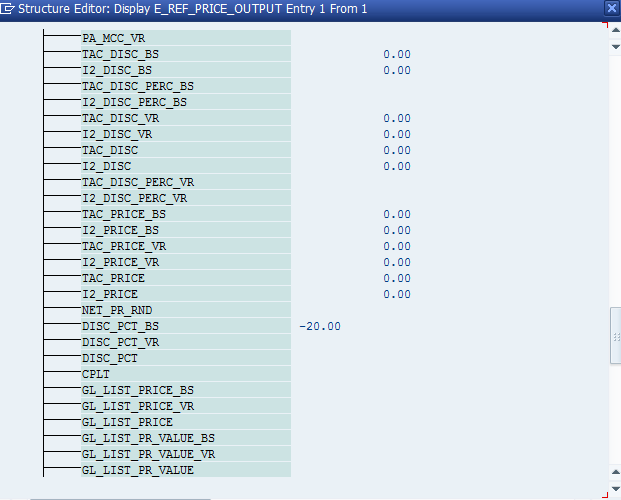 Structure Editor: Display E_REF_PRICE_OUTPUT Entry 1 From 1
PA_MCC_VR
TAC_DISC_BS 0.00
I2_DISC_BS 0.00
TAC_DISC_PERC_BS
I2_DISC_PERC_BS
TAC_DISC_VR 0.00
I2_DISC_VR 0.00
TAC_DISC 0.00
I2_DISC 0.00
TAC_DISC_PERC_VR
I2_DISC_PERC_VR
TAC_PRICE_BS 0.00
I2_PRICE_BS 0.00
TAC_PRICE_VR 0.00
I2_PRICE_VR 0.00
TAC_PRICE 0.00
I2_PRICE 0.00
NET_PR_RND
DISC_PCT_BS -20.00
DISC_PCT_VR
DISC_PCT
CPLT
GL_LIST_PRICE_BS
GL_LIST_PRICE_VR
GL_LIST_PRICE
GL_LIST_PR_VALUE_BS
GL_LIST_PR_VALUE_VR
GL_LIST_PR_VALUE